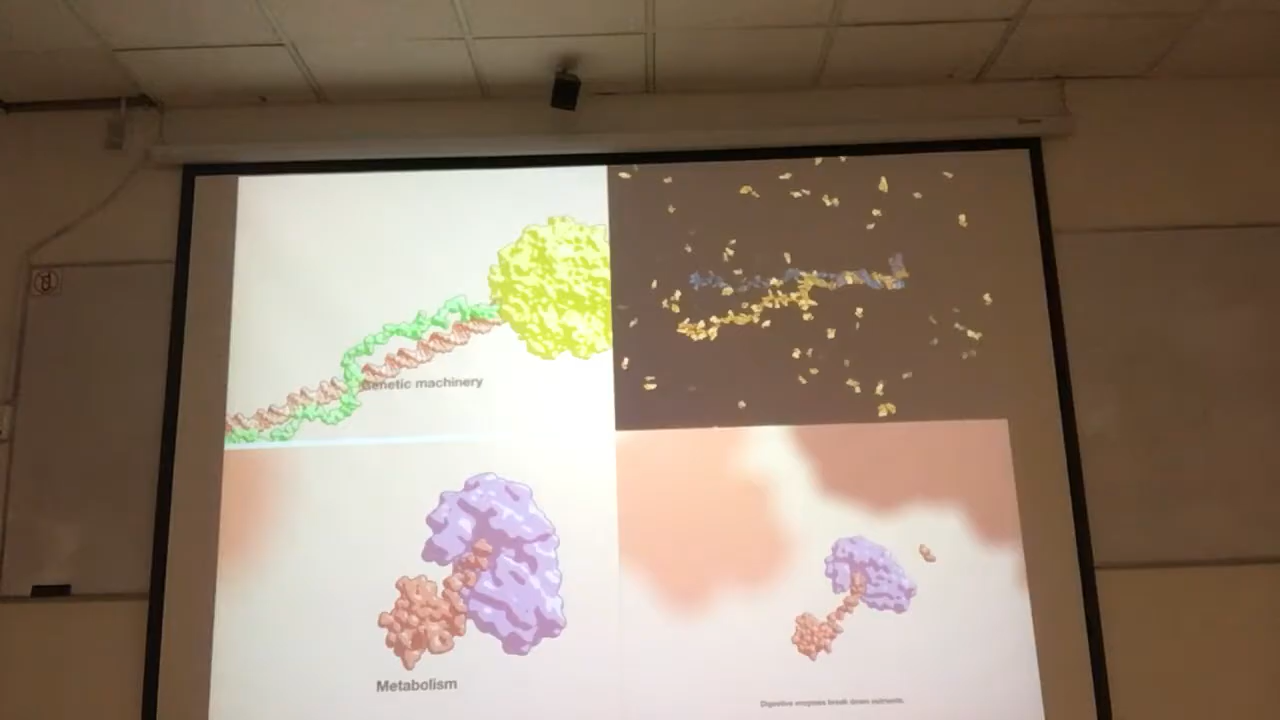 Genetic machinery
Metabolism
Digestive enzymes break down nutrients.